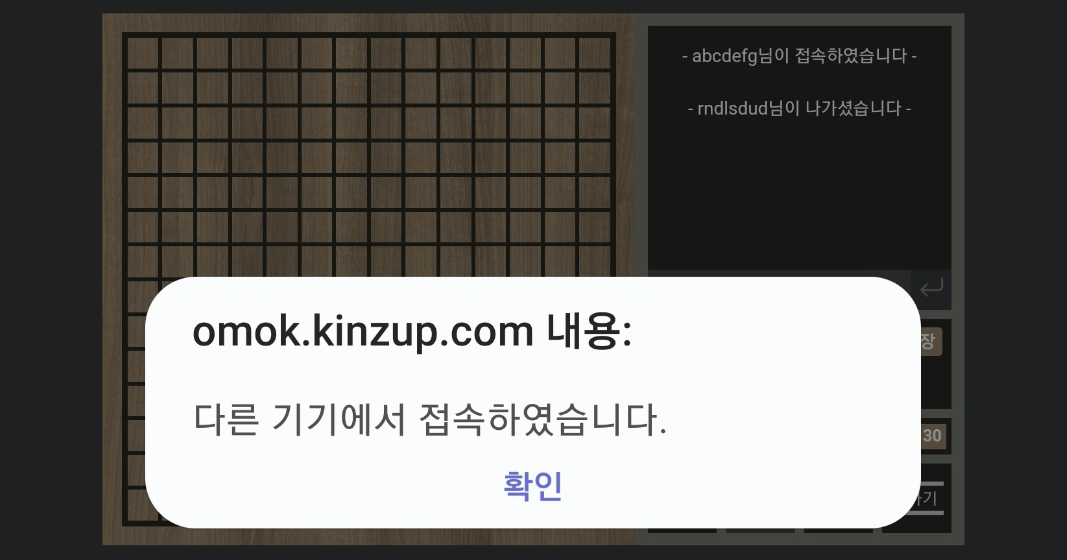 - abcdefg님이 접속하였습니다 -
- rndlsdud님이 나가셨습니다 -
omok.kinzup.com 내용:
다른 기기에서 접속하였습니다.
확인
장
30
기